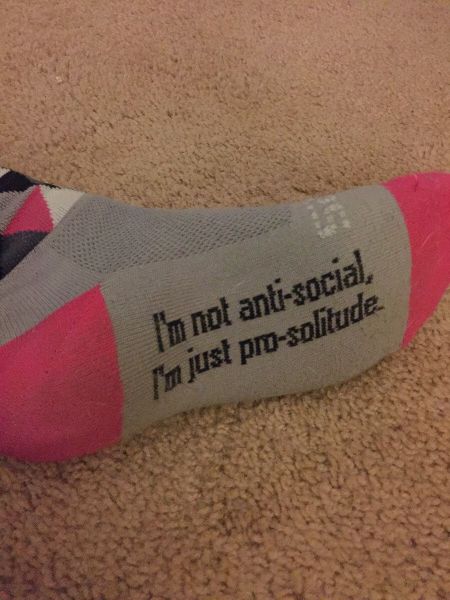 I'm not anti-social,
I'm just pro-solitude.